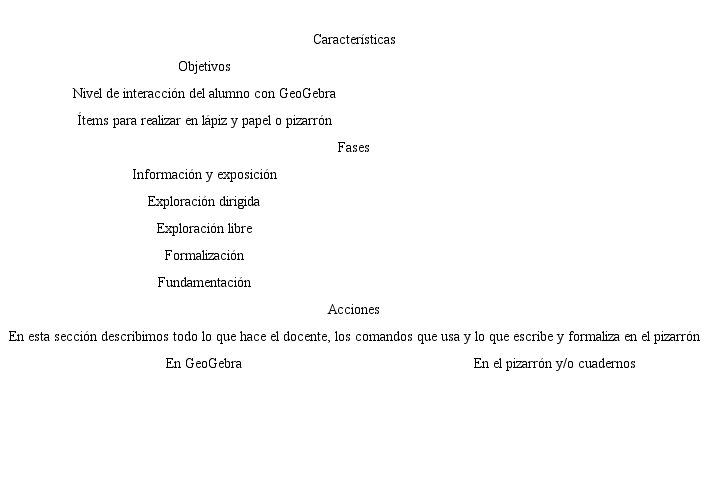 Características
Objetivos
Nivel de interacción del alumno con GeoGebra
Ítems para realizar en lápiz y papel o pizarrón
Fases
Información y exposición
Exploración dirigida
Exploración libre
Formalización
Fundamentación
Acciones
En esta sección describimos todo lo que hace el docente, los comandos que usa y lo que escribe y formaliza en el pizarrón
En GeoGebra En el pizarrón y/o cuadernos